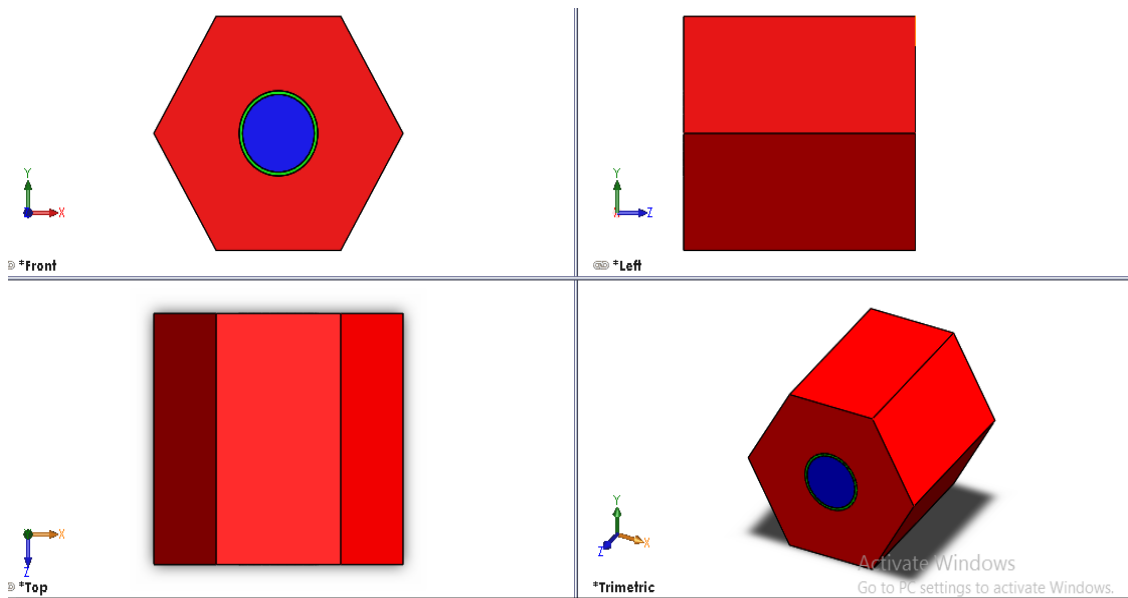 Y
X
*Front
Y
X
Z
*Left
X
Z
*Top
Y
Z
X
*Trimetric
Activate Windows
Go to PC settings to activate Windows.